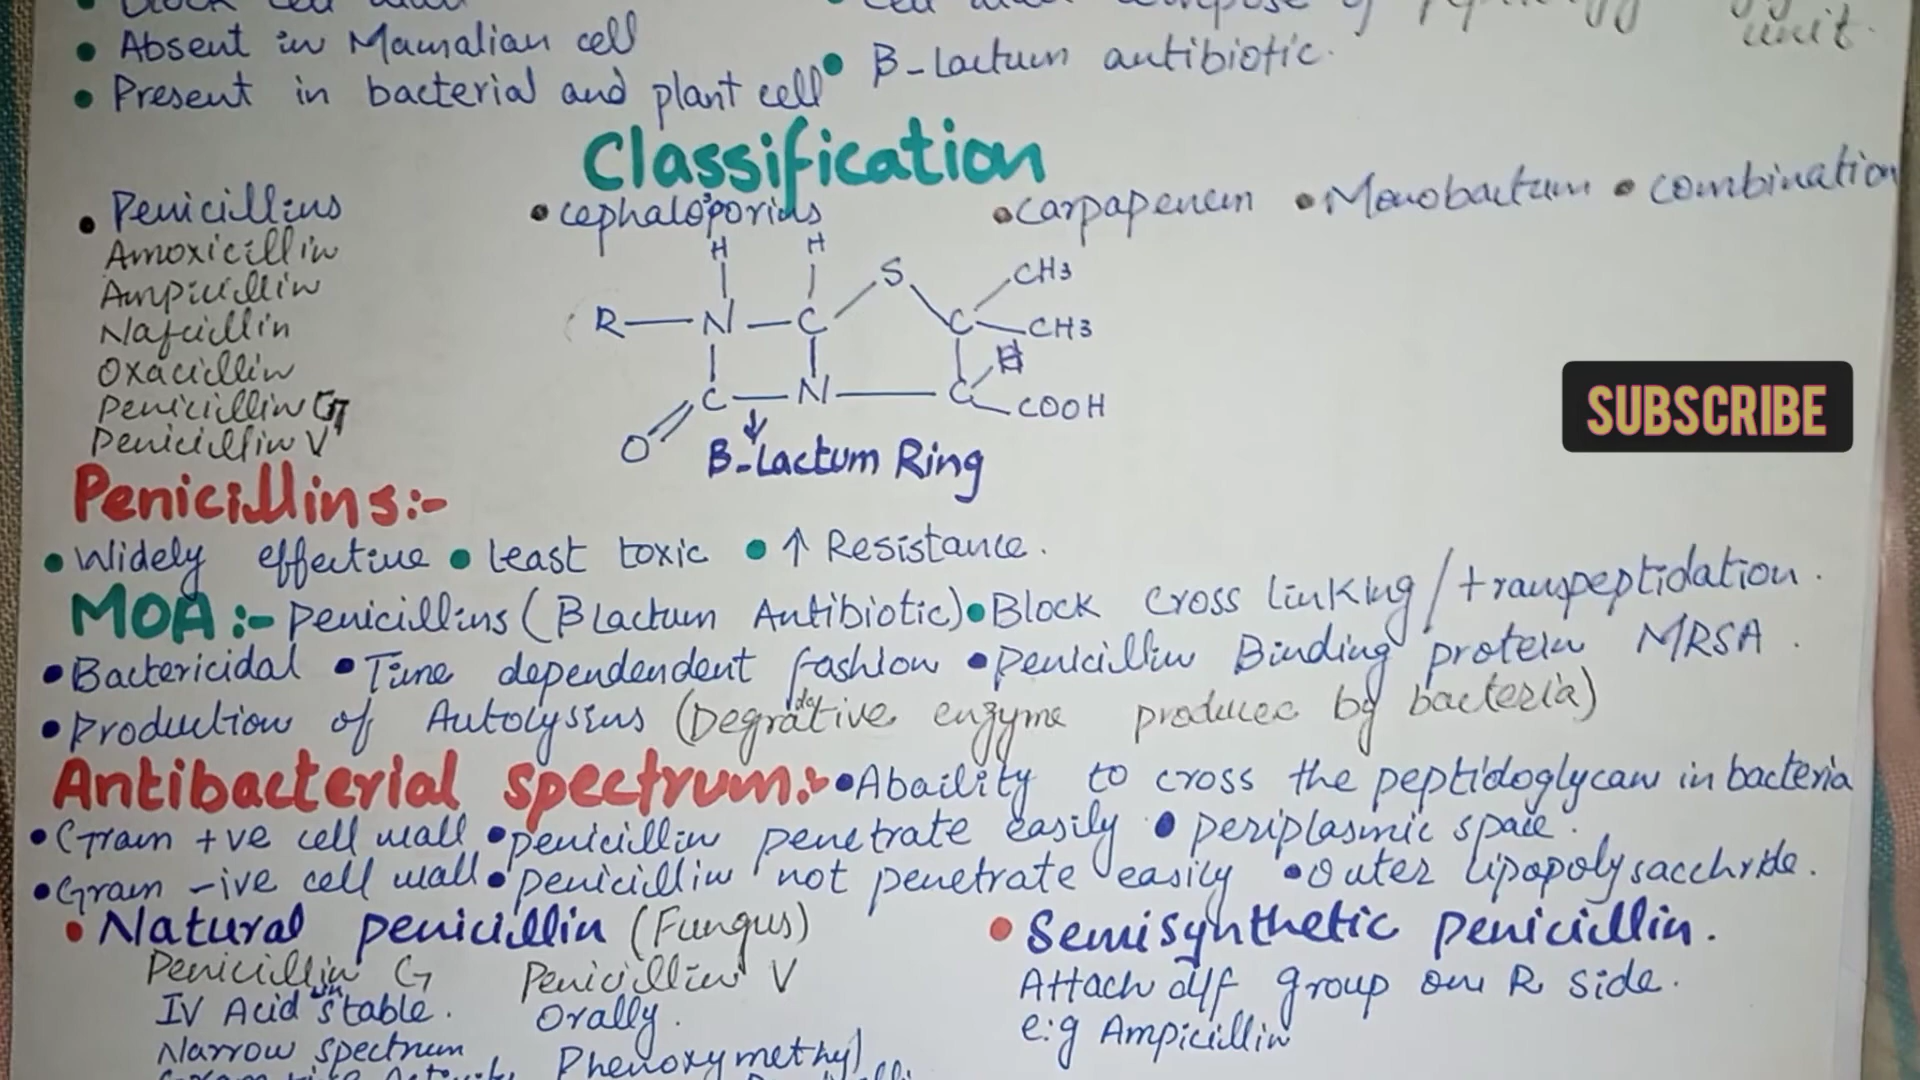 • Absent in Mamalian cell
• Present in bacterial and plant cell
unit.
• B-Lactum antibiotic.
Classification
• Penicillins
Amoxicillin
Ampicillin
Nafcillin
Oxacillin
Penicillin G
Penicillin V
• cephalosporins • carpapenem • Monobactum • combination
H H
S CH3
R N C C CH3
H
C N C COOH
O
B-Lactum Ring
SUBSCRIBE
Penicillins:-
• Widely effective • Least toxic • ↑ Resistance.
MOA:- Penicillins (B Lactum Antibiotic) • Block cross linking / transpeptidation.
• Bactericidal • Time dependendent fashion • Penicillin Binding protein MRSA.
• Production of Autolysins (Degradative enzyme produces by bacteria)
Antibacterial spectrum:- • Abaility to cross the peptidoglycan in bacteria
• Gram +ve cell wall • penicillin penetrate easily • periplasmic space.
• Gram -ive cell wall • penicillin not penetrate easily • outer lipopolysacchride.
• Natural penicillin (Fungus)
Penicillin G Penicillin V
IV Acid unstable. Orally.
Narrow spectrum Phenoxymethyl
• Semisynthetic penicillin.
Attach diff group on R side.
e:g Ampicillin